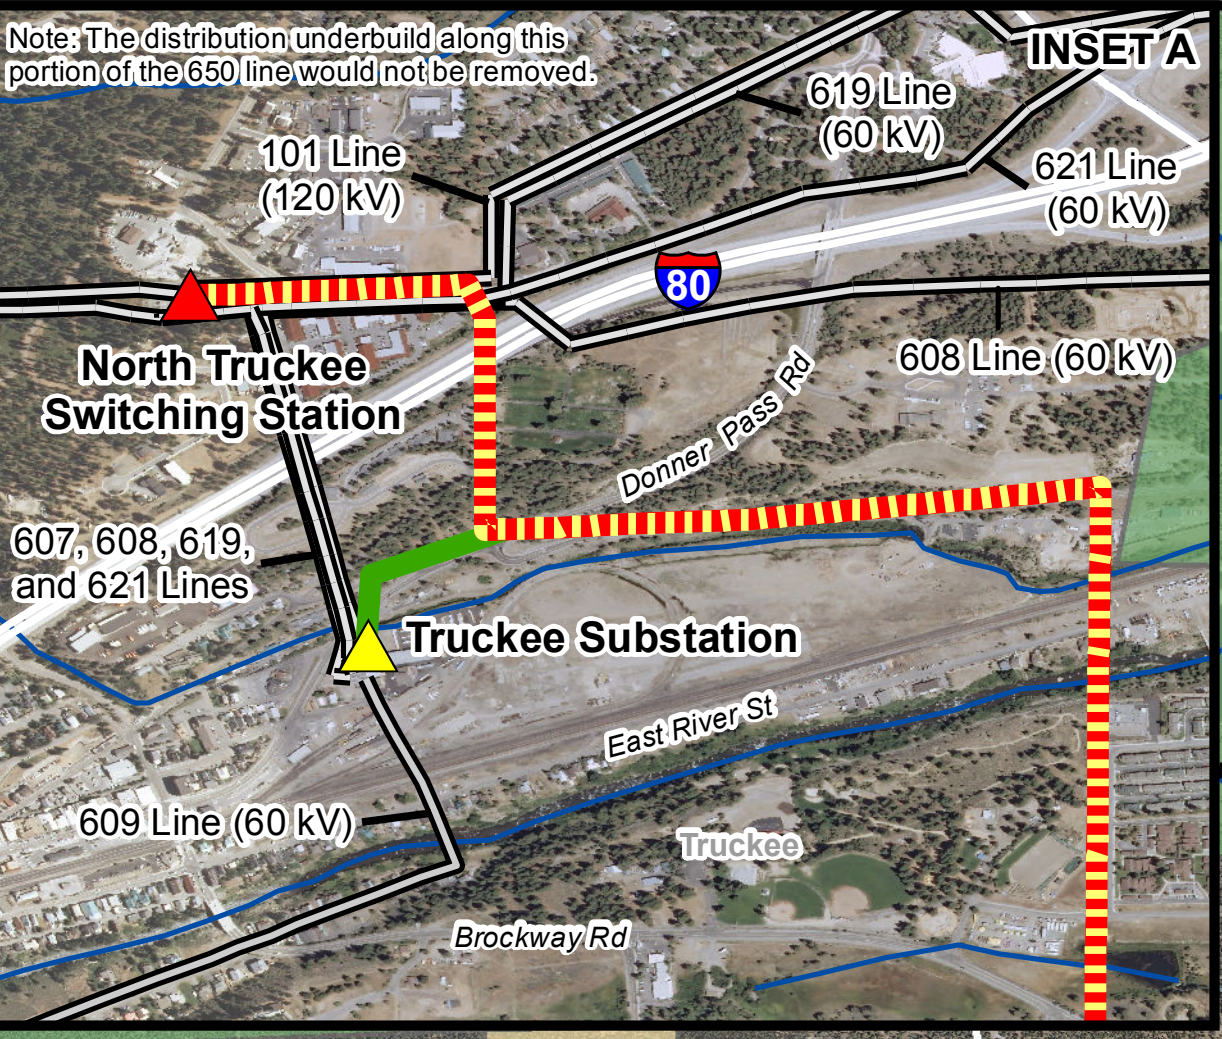 Note: The distribution underbuild along this
portion of the 650 line would not be removed.
INSET A
619 Line
(60 kV)
101 Line
(120 kV)
621 Line
(60 kV)
80
North Truckee
Switching Station
608 Line (60 kV)
Donner Pass Rd
607, 608, 619,
and 621 Lines
Truckee Substation
East River St
609 Line (60 kV)
Truckee
Brockway Rd